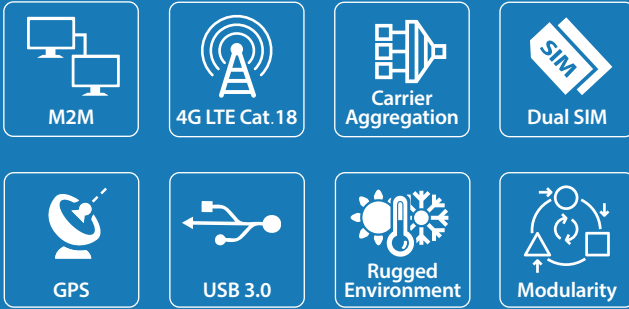 SIM
M2M
4G LTE Cat.18
Carrier
Aggregation
Dual SIM
GPS
USB 3.0
Rugged
Environment
Modularity